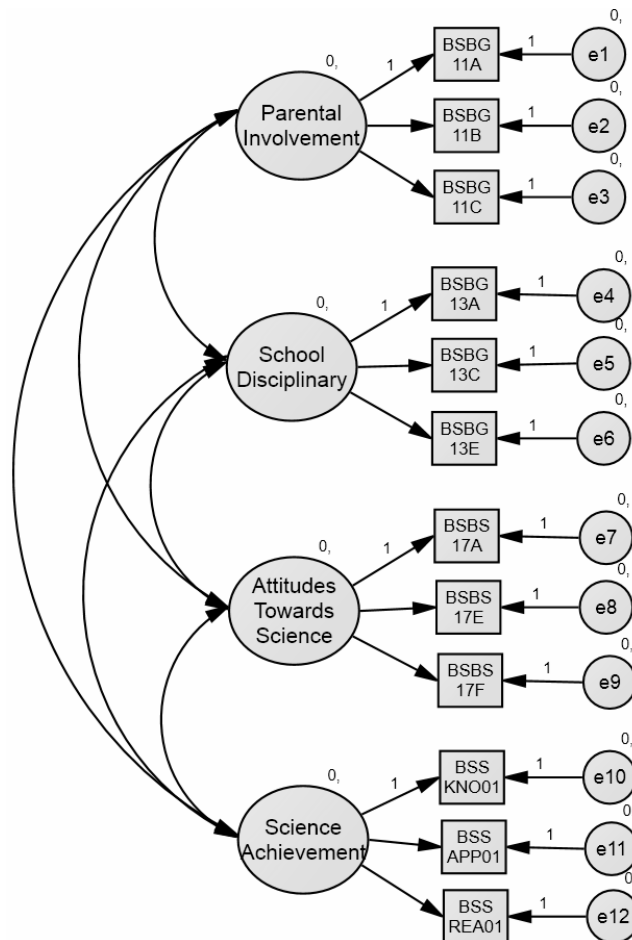 0,
0,
1
BSBG
11A
1
e1
Parental
Involvement
0,
BSBG
11B
1
e2
0,
BSBG
11C
1
e3
0,
0,
1
BSBG
13A
1
e4
School
Disciplinary
0,
BSBG
13C
1
e5
0,
BSBG
13E
1
e6
0,
0,
1
BSBS
17A
1
e7
Attitudes
Towards
Science
0,
BSBS
17E
1
e8
0,
BSBS
17F
1
e9
0,
0,
1
BSS
KNO01
1
e10
Science
Achievement
0
BSS
APP01
1
e11
0
BSS
REA01
1
e12